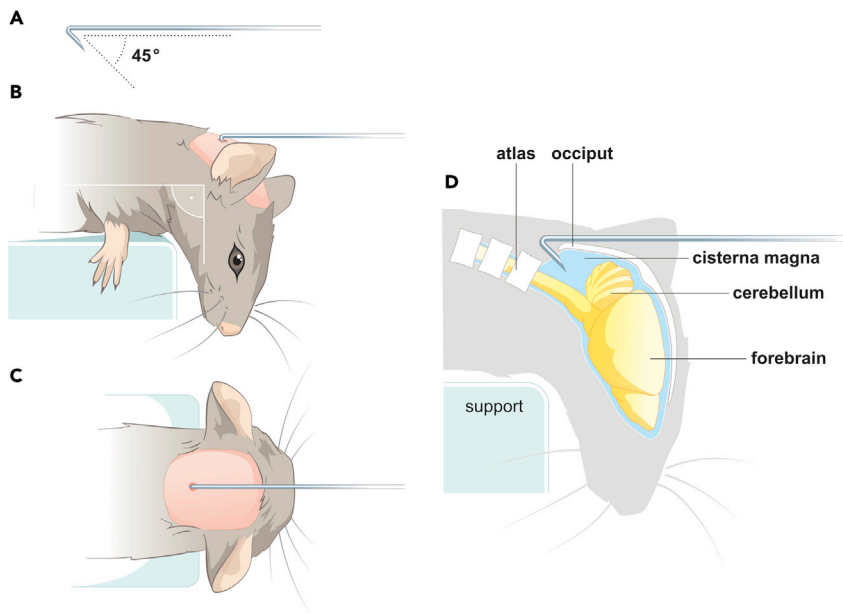 A
45°
B
C
D
atlas
occiput
cisterna magna
cerebellum
forebrain
support